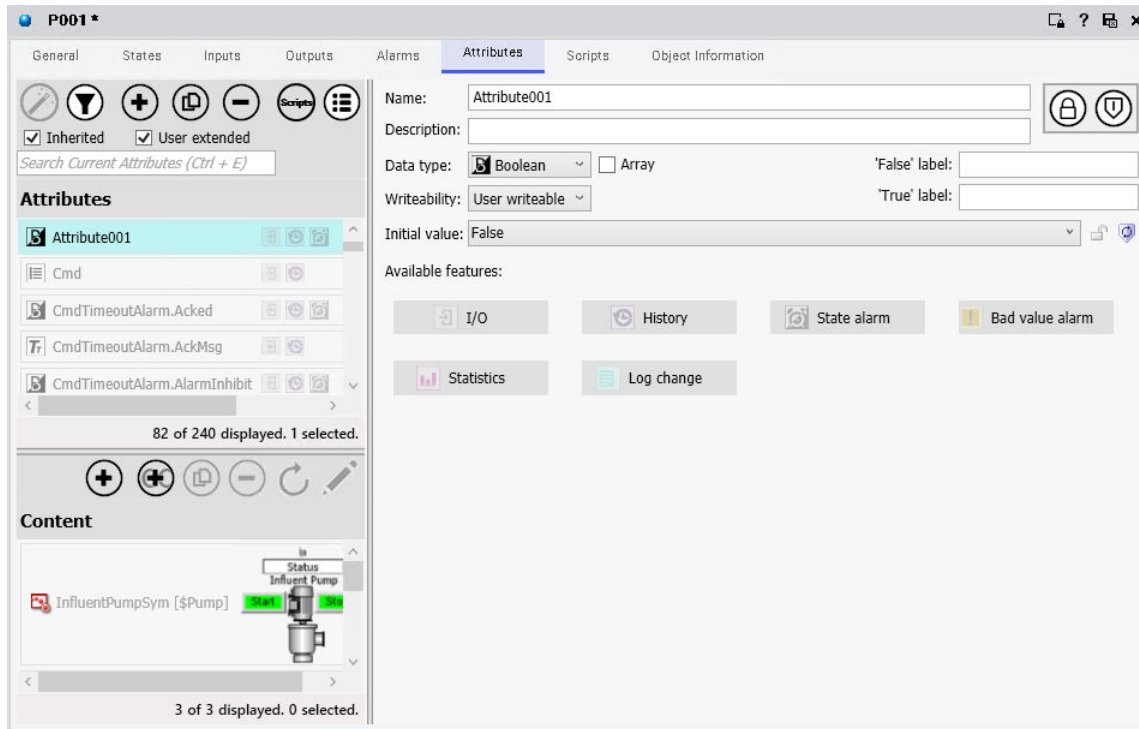 P001 *
?
General States Inputs Outputs Alarms Attributes Scripts Object Information
Scripts
Inherited User extended
Search Current Attributes (Ctrl + E)
Attributes
Attribute001
Cmd
CmdTimeoutAlarm.Acked
CmdTimeoutAlarm.AckMsg
CmdTimeoutAlarm.AlarmInhibit
82 of 240 displayed. 1 selected.
Content
InfluentPumpSym [$Pump]
Status
Influent Pump
Start
Sto
3 of 3 displayed. 0 selected.
Name: Attribute001
Description:
Data type: Boolean Array 'False' label:
Writeability: User writeable 'True' label:
Initial value: False
Available features:
I/O History State alarm Bad value alarm
Statistics Log change